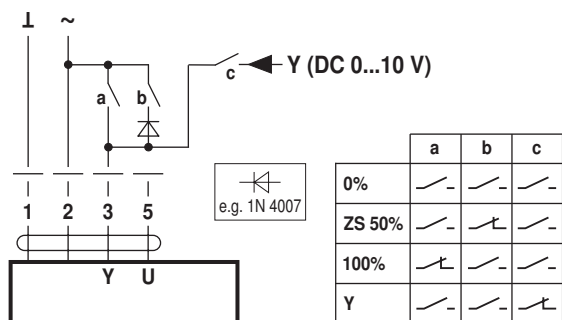 ⊥ ~
c Y (DC 0...10 V)
a b
e.g. 1N 4007
1 2 3 5
Y U
a b c
0%
ZS 50%
100%
Y